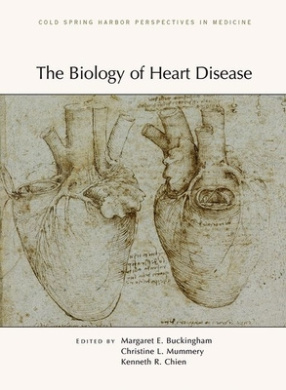 COLD SPRING HARBOR PERSPECTIVES IN MEDICINE
The Biology of Heart Disease
EDITED BY Margaret E. Buckingham
Christine L. Mummery
Kenneth R. Chien